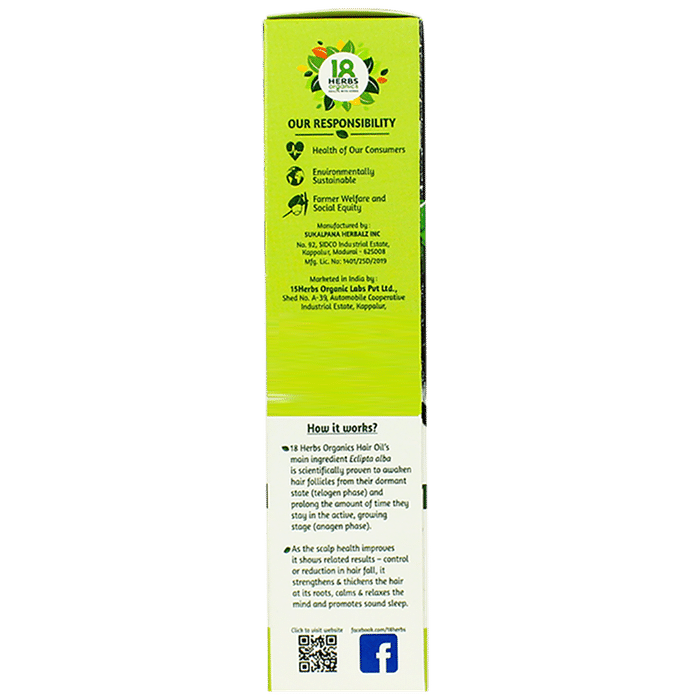 18
HERBS
organics
OUR RESPONSIBILITY
Health of Our Consumers
Environmentally
Sustainable
Farmer Welfare and
Social Equity
Manufactured by :
SUKALPANA HERBALZ INC
No. 92, SIDCO Industrial Estate,
Kappalur, Madurai - 625008
Mfg. Lic. No: 1401/25D/2019
Marketed in India by :
18Herbs Organic Labs Pvt Ltd.,
Shed No. A-39, Automobile Cooperative
Industrial Estate, Kappalur,
How it works?
18 Herbs Organics Hair Oil's
main ingredient Eclipta alba
is scientifically proven to awaken
hair follicles from their dormant
state (telogen phase) and
prolong the amount of time they
stay in the active, growing
stage (anagen phase).
As the scalp health improves
it shows related results – control
or reduction in hair fall, it
strengthens & thickens the hair
at its roots, calms & relaxes the
mind and promotes sound sleep.
Click to visit website facebook.com/18herbs
f